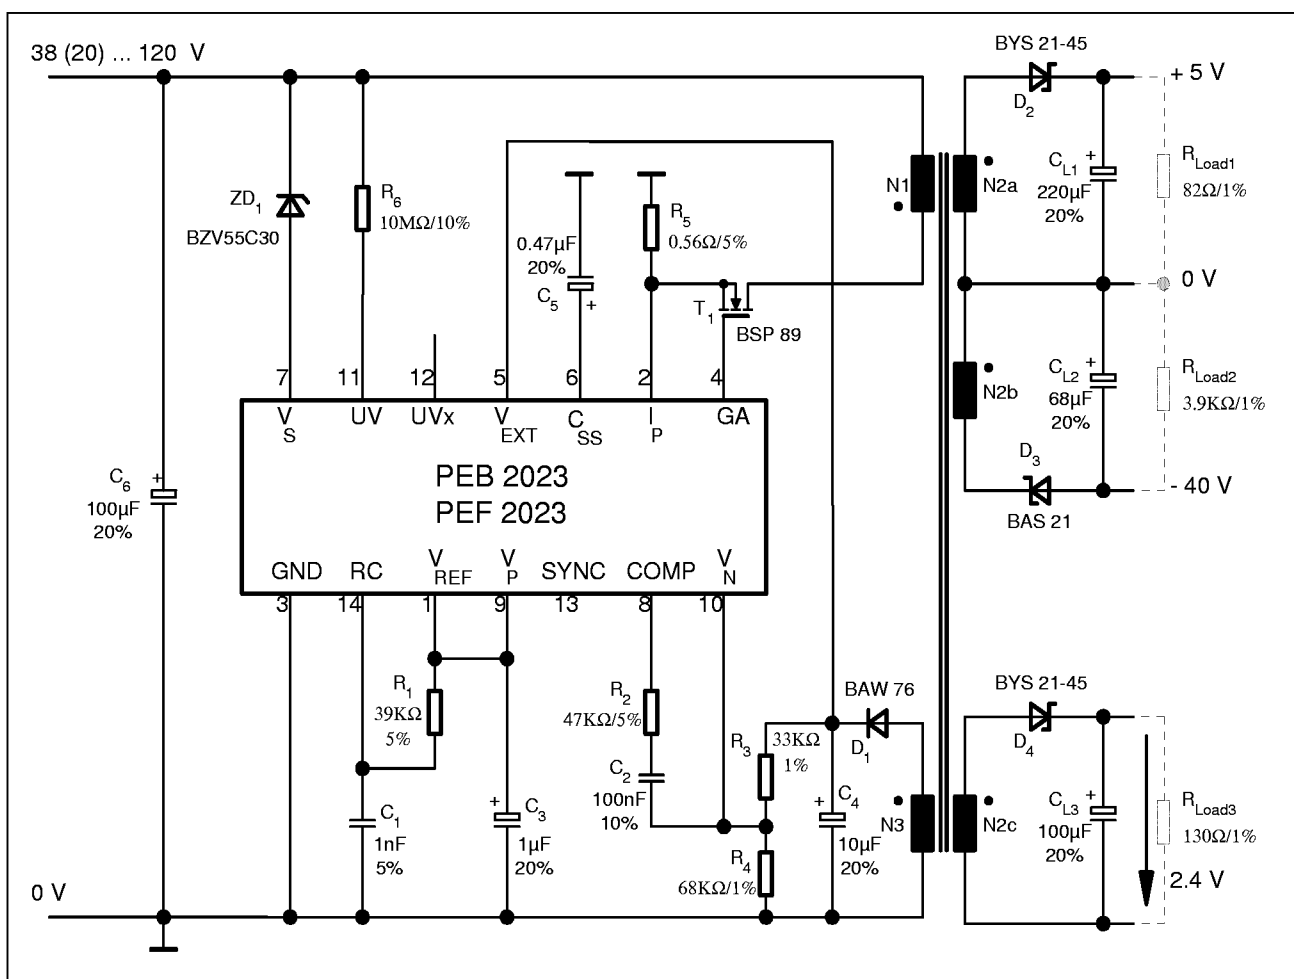 38 (20) ... 120 V
BYS 21-45
D2
+ 5 V
ZD1
BZV55C30
R6
10MΩ/10%
0.47µF
20%
C5
+
R5
0.56Ω/5%
T1
BSP 89
N1
N2a
CL1
220µF
20%
+
RLoad1
82Ω/1%
0 V
N2b
CL2
68µF
20%
+
RLoad2
3.9KΩ/1%
D3
BAS 21
- 40 V
7
11
12
5
6
2
4
VS
UV
UVx
VEXT
CSS
IP
GA
PEB 2023
PEF 2023
C6
100µF
20%
+
GND
RC
VREF
VP
SYNC
COMP
VN
3
14
1
9
13
8
10
R1
39KΩ
5%
R2
47KΩ/5%
C2
100nF
10%
R3
33KΩ
1%
BAW 76
D1
BYS 21-45
D4
C1
1nF
5%
+
C3
1µF
20%
R4
68KΩ/1%
+
C4
10µF
20%
N3
N2c
CL3
100µF
20%
+
RLoad3
130Ω/1%
2.4 V
0 V